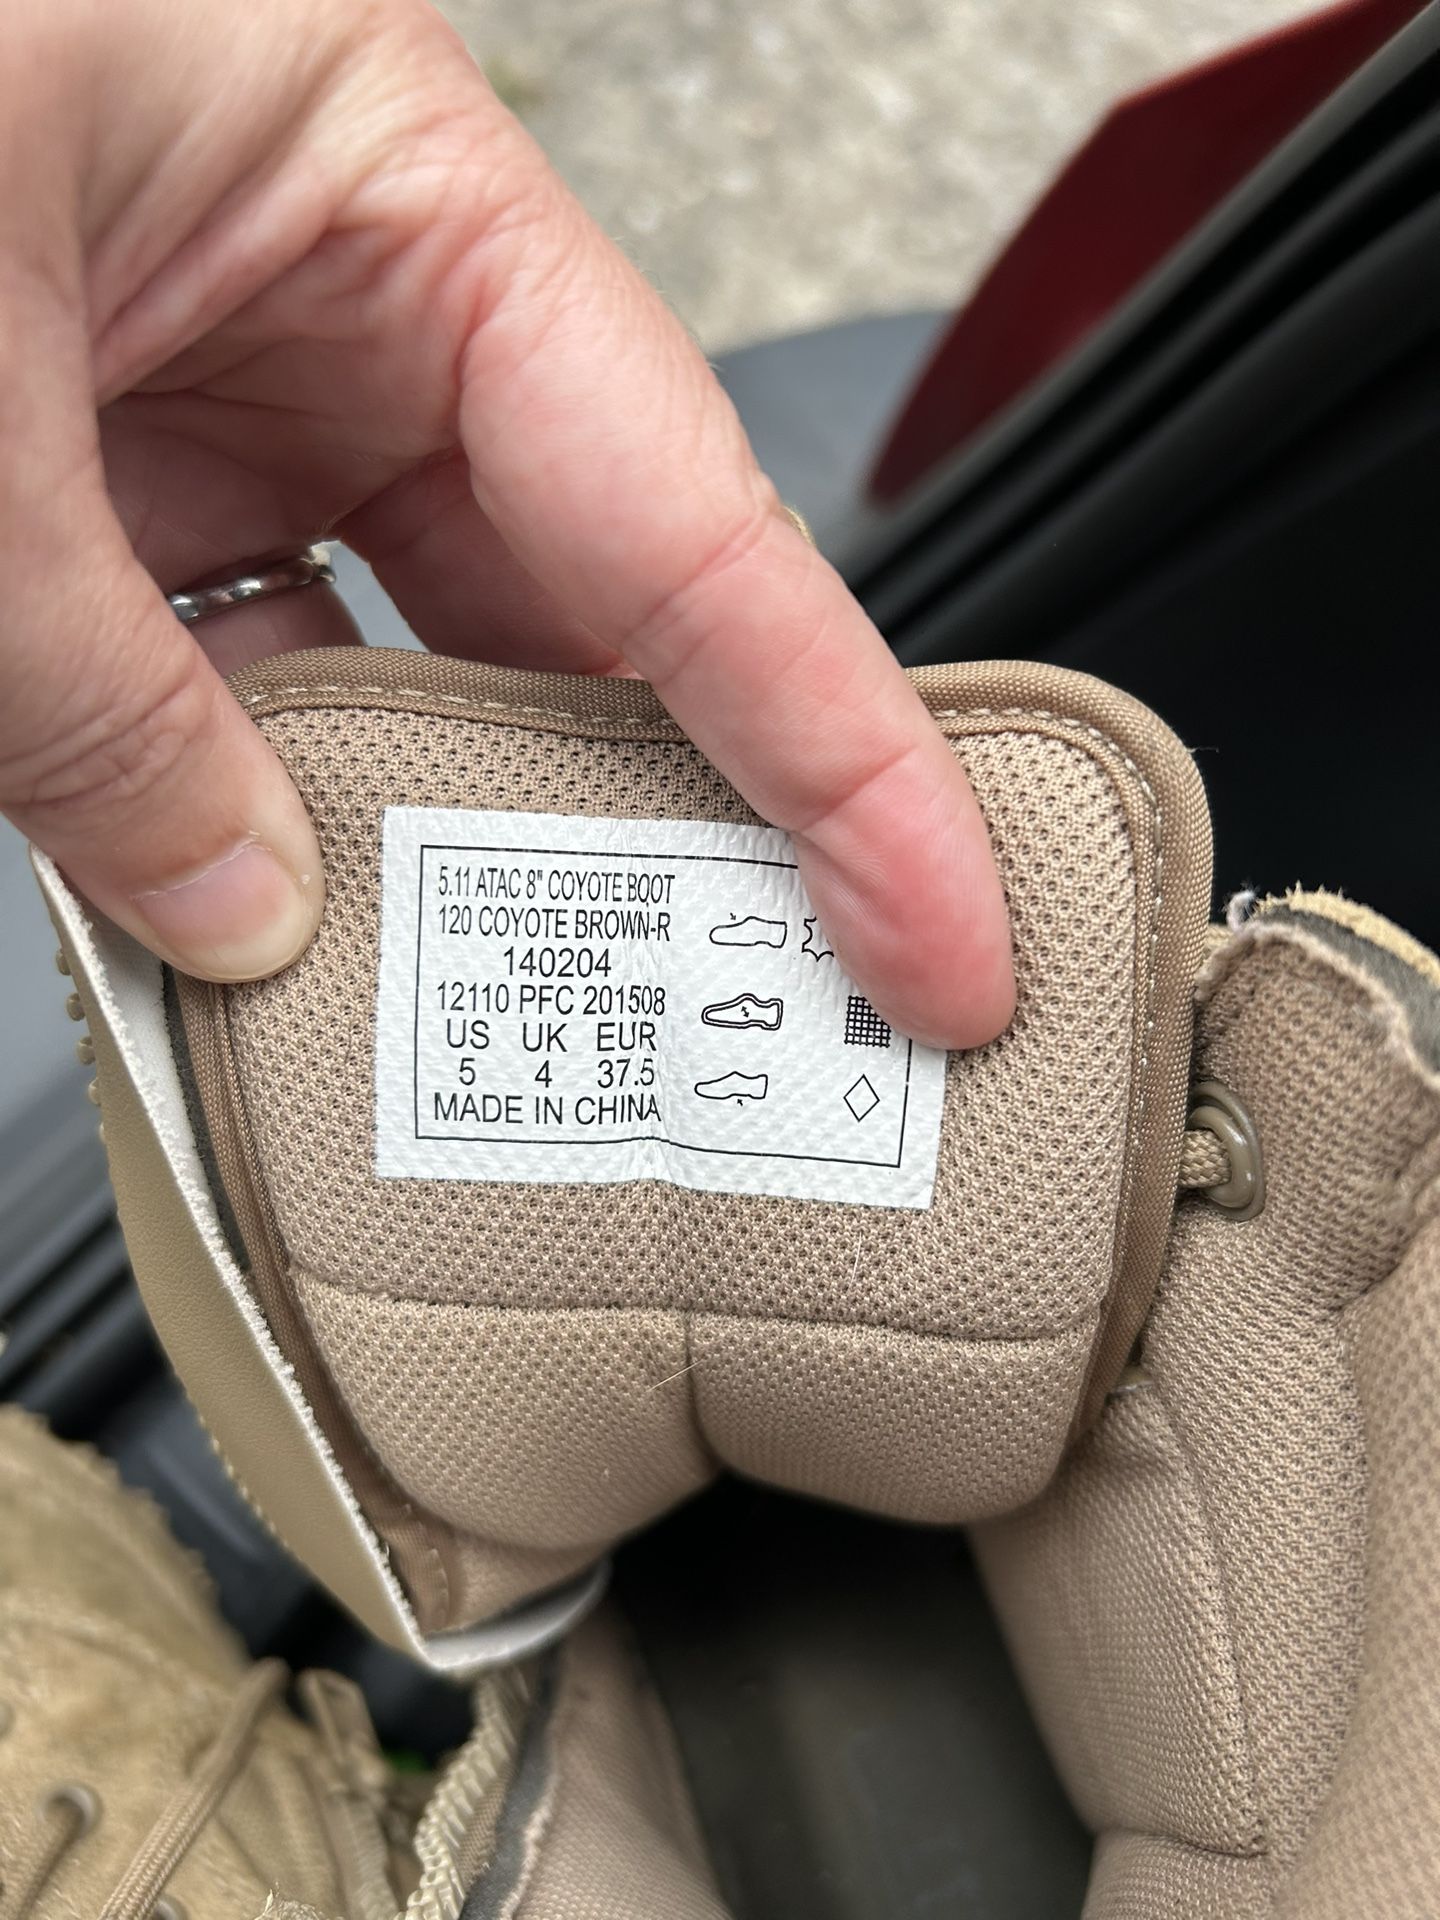 5.11 ATAC 8" COYOTE BOOT
120 COYOTE BROWN-R
140204
12110 PFC 201508
US UK EUR
5 4 37.5
MADE IN CHINA